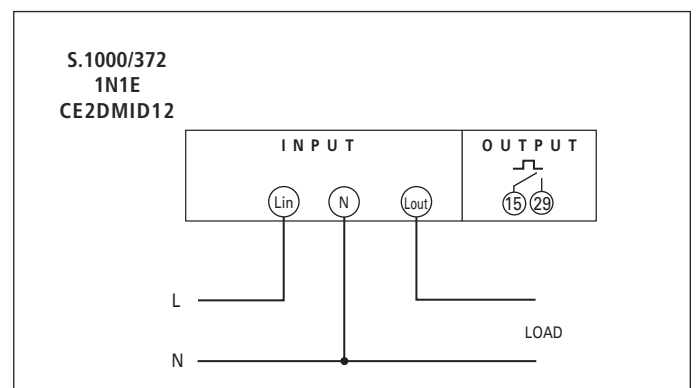 S.1000/372
1N1E
CE2DMID12
INPUT
OUTPUT
Lin
N
Lout
15
29
L
LOAD
N